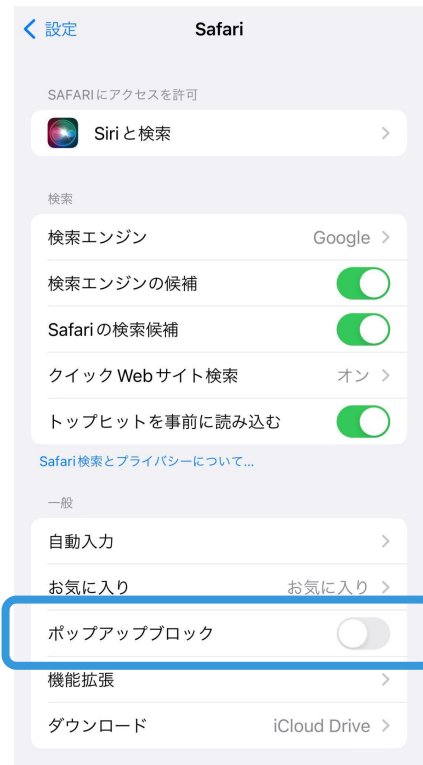 設定 Safari
SAFARIにアクセスを許可
Siriと検索
検索
検索エンジン Google
検索エンジンの候補
Safariの検索候補
クイックWebサイト検索 オン
トップヒットを事前に読み込む
Safari検索とプライバシーについて...
一般
自動入力
お気に入り お気に入り
ポップアップブロック
機能拡張
ダウンロード iCloud Drive